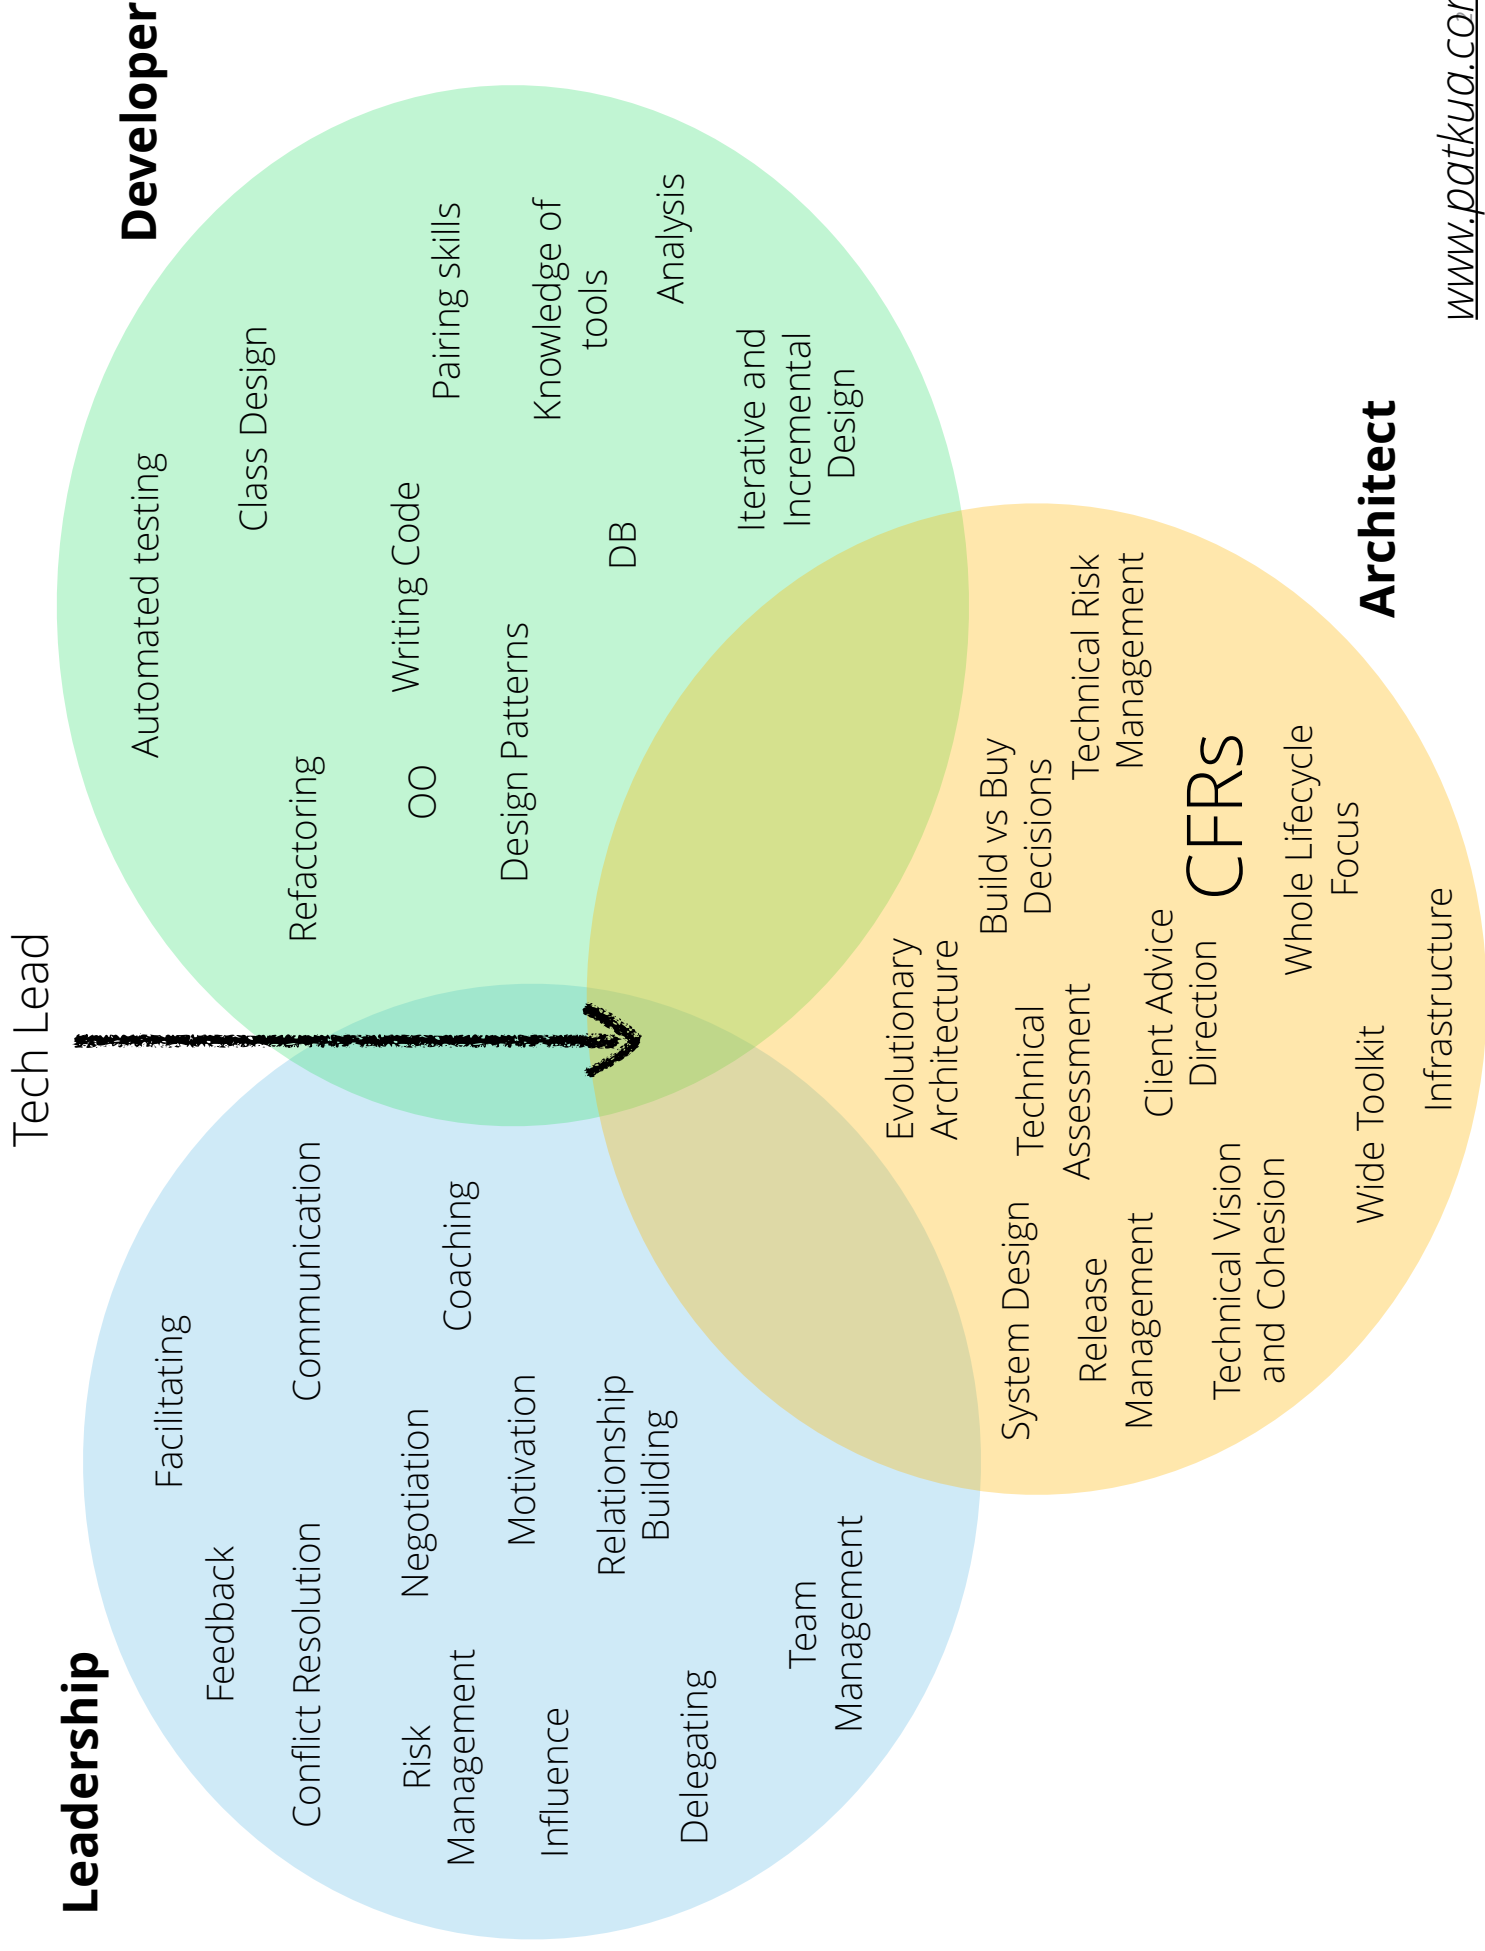 Tech Lead
Leadership
Developer
Facilitating
Feedback
Conflict Resolution
Communication
Negotiation
Risk
Management
Coaching
Motivation
Influence
Relationship
Building
Delegating
Team
Management
Automated testing
Class Design
Refactoring
Writing Code
OO
Pairing skills
Design Patterns
Knowledge of
tools
DB
Analysis
Iterative and
Incremental
Design
Evolutionary
Architecture
Build vs Buy
Decisions
System Design
Technical
Assessment
Technical Risk
Management
Release
Management
Client Advice
Direction
CFRs
Technical Vision
and Cohesion
Whole Lifecycle
Focus
Wide Toolkit
Infrastructure
Architect
www.patkua.com